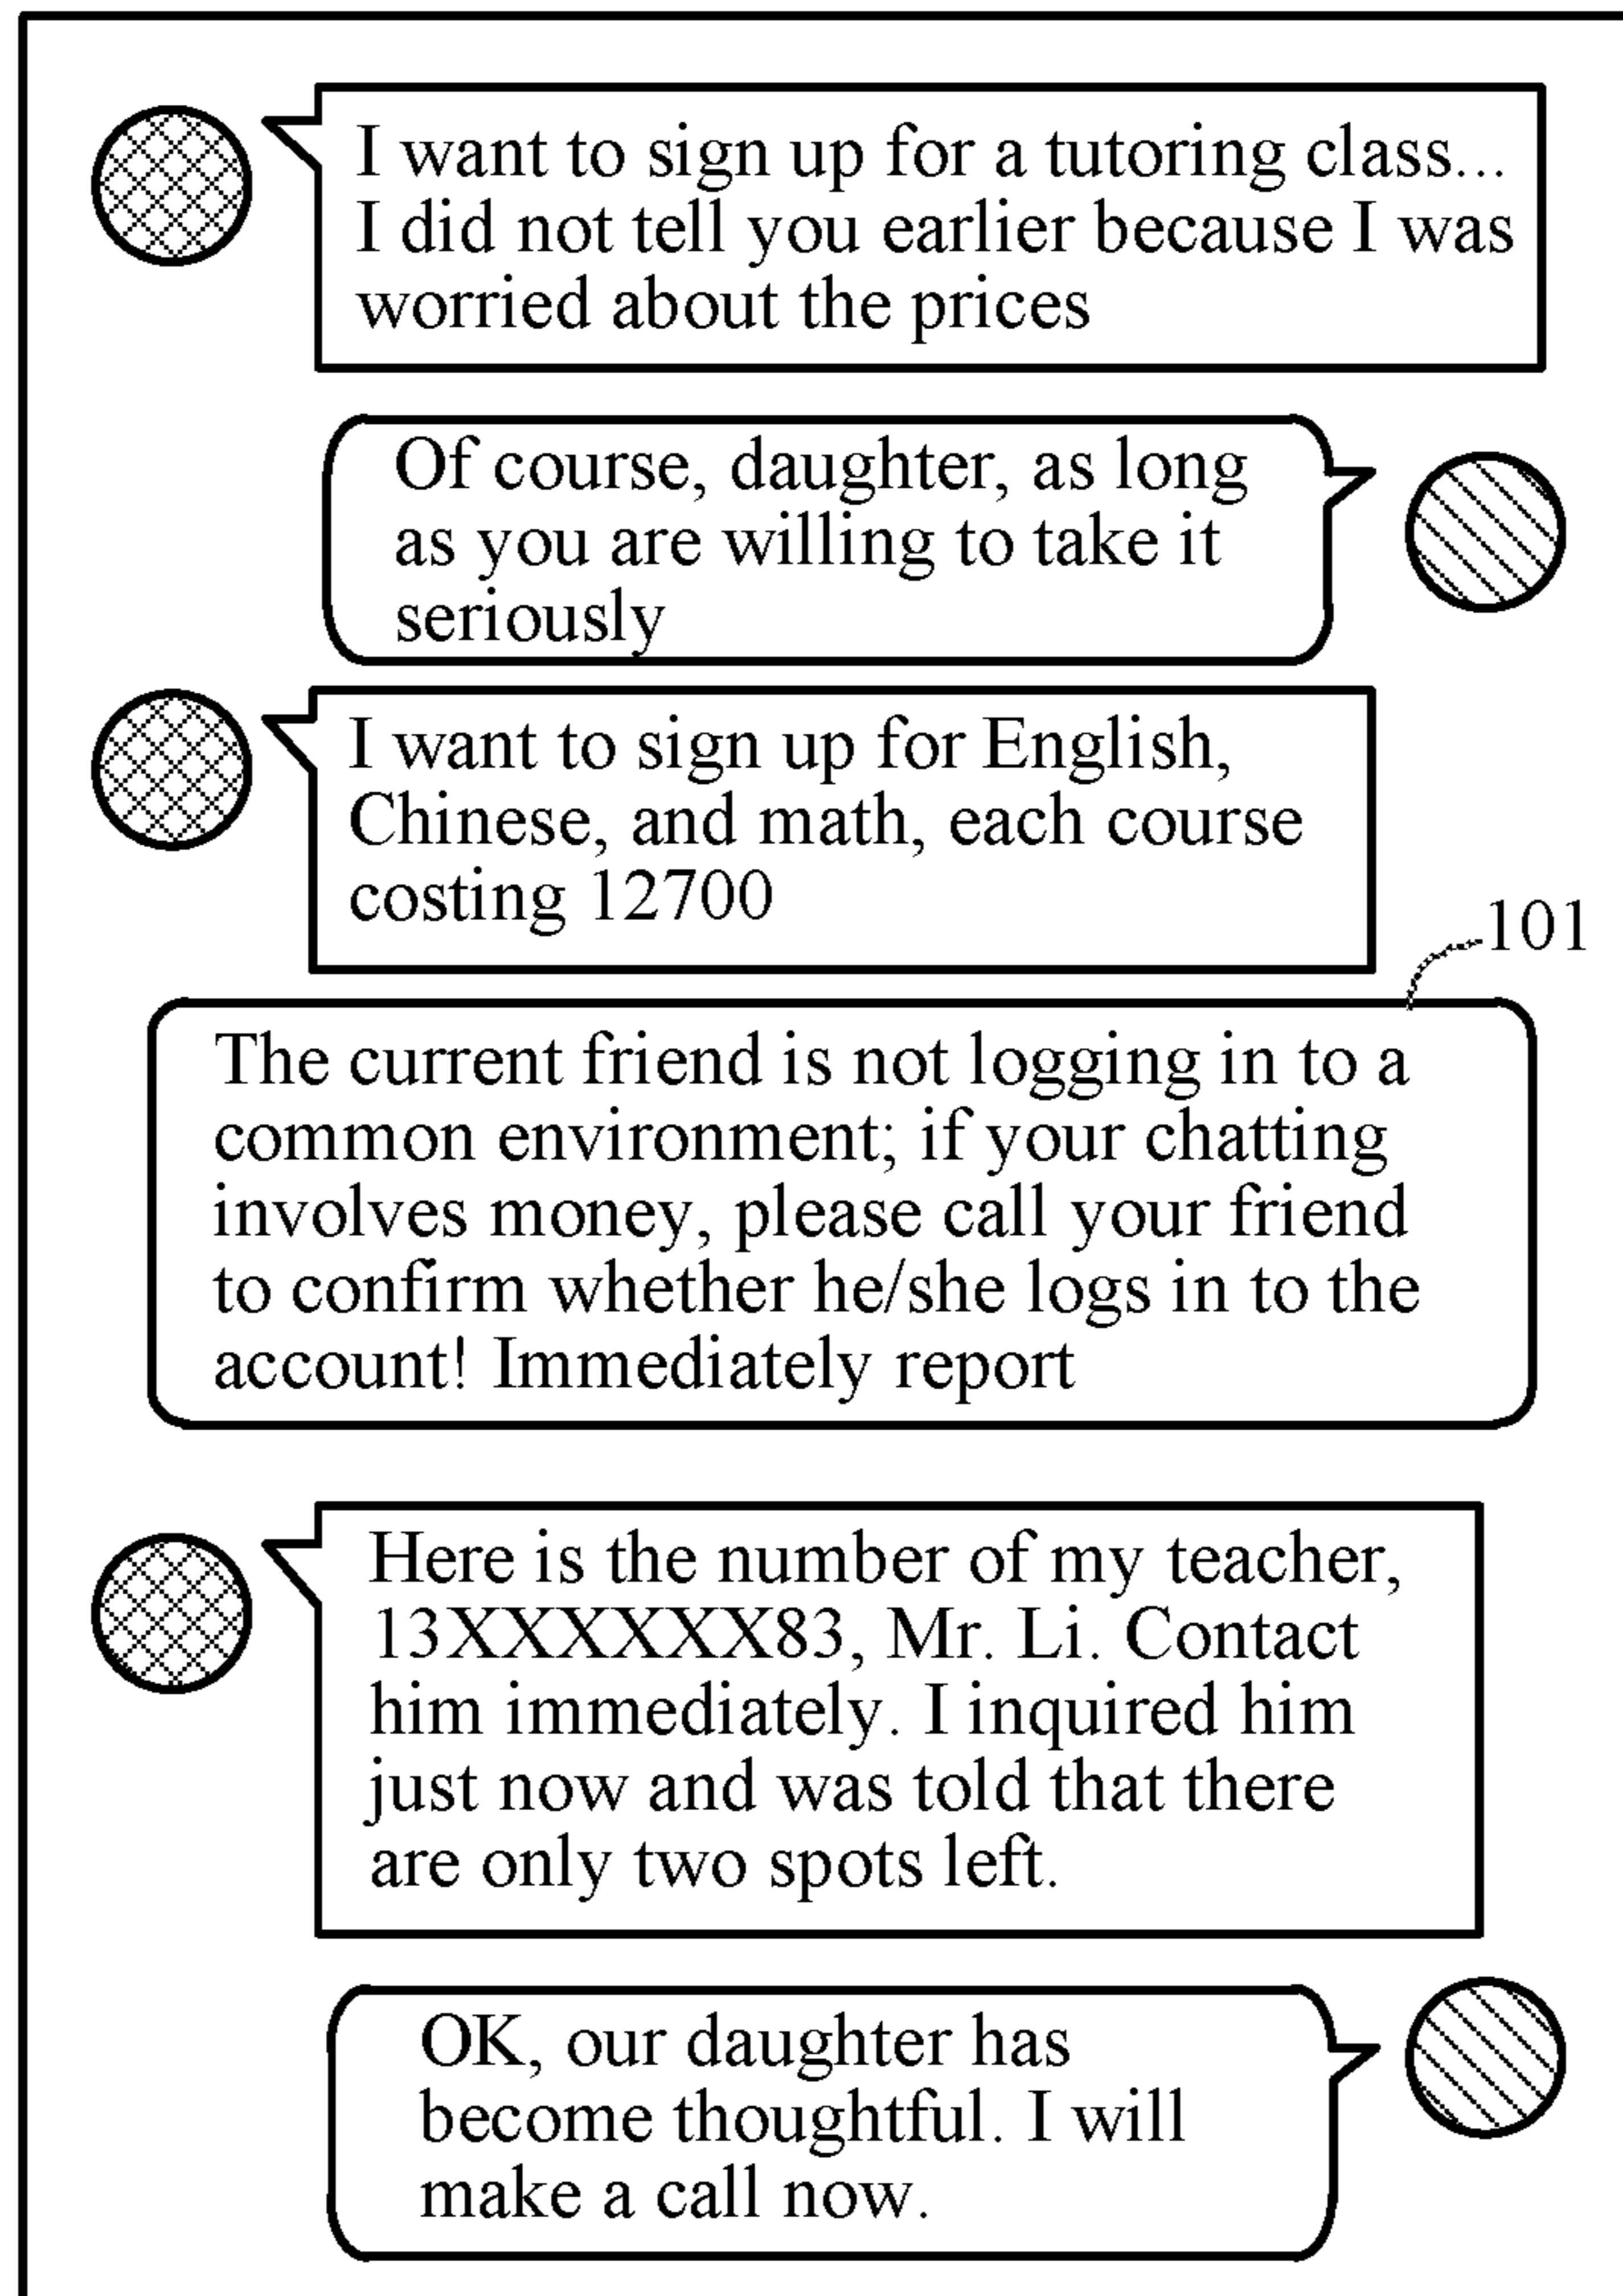 I want to sign up for a tutoring class...
I did not tell you earlier because I was
worried about the prices
Of course, daughter, as long
as you are willing to take it
seriously
I want to sign up for English,
Chinese, and math, each course
costing 12700
101
The current friend is not logging in to a
common environment; if your chatting
involves money, please call your friend
to confirm whether he/she logs in to the
account! Immediately report
Here is the number of my teacher,
13XXXXXX83, Mr. Li. Contact
him immediately. I inquired him
just now and was told that there
are only two spots left.
OK, our daughter has
become thoughtful. I will
make a call now.